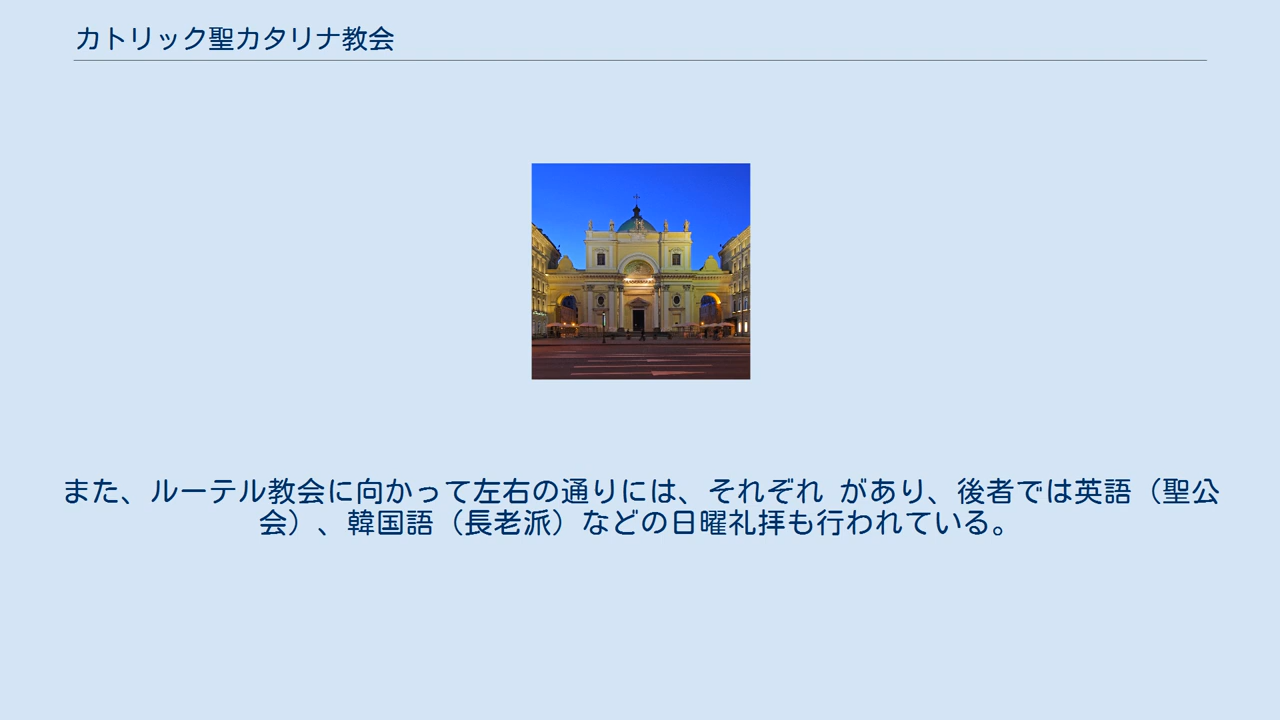 カトリック聖カタリナ教会
また、ルーテル教会に向かって左右の通りには、それぞれ があり、後者では英語（聖公
会）、韓国語（長老派）などの日曜礼拝も行われている。